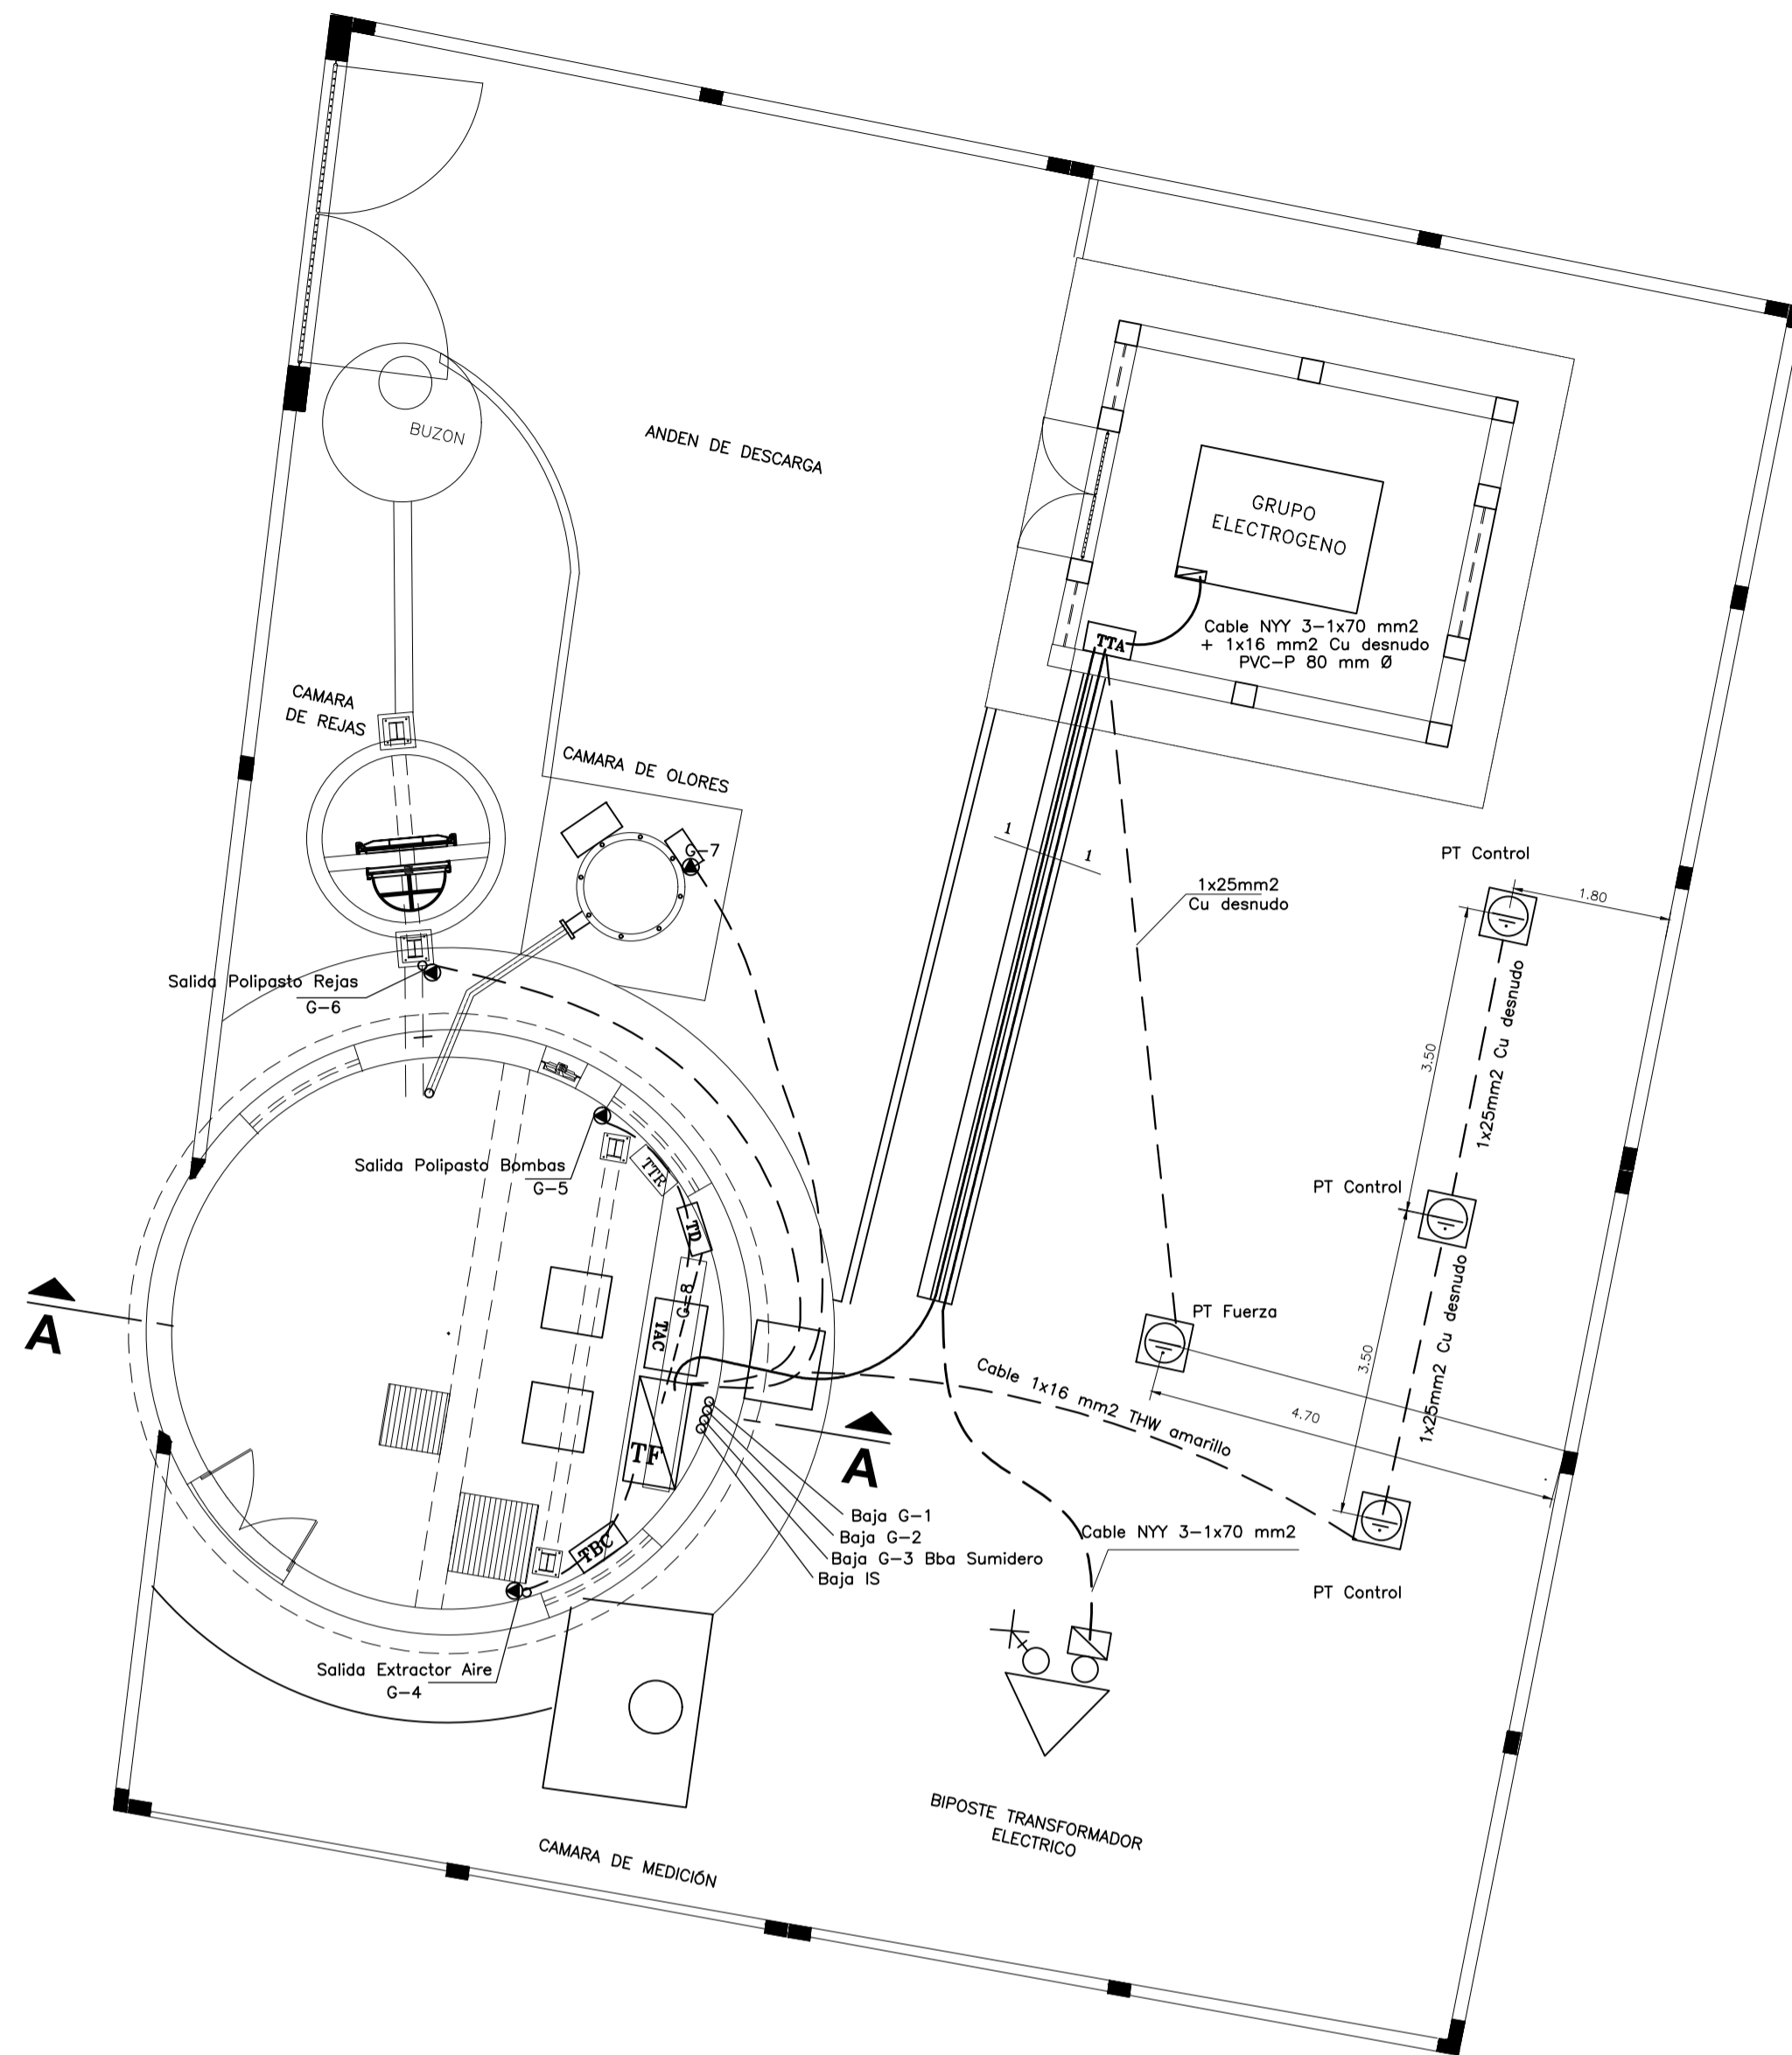 BUZON
ANDEN DE DESCARGA
GRUPO
ELECTROGENO
TTA
Cable NYY 3-1x70 mm2
+ 1x16 mm2 Cu desnudo
PVC-P 80 mm Ø
CAMARA
DE REJAS
CAMARA DE OLORES
G-7
1
1
1x25mm2
Cu desnudo
PT Control
1.80
Salida Polipasto Rejas
G-6
3.50
1x25mm2 Cu desnudo
Salida Polipasto Bombas
G-5
TTR
TD
G-8
TAC
PT Control
A
PT Fuerza
3.50
1x25mm2 Cu desnudo
Cable 1x16 mm2 THW amarillo
4.70
TF
A
Baja G-1
Baja G-2
Baja G-3 Bba Sumidero
Baja IS
TBC
Cable NYY 3-1x70 mm2
PT Control
Salida Extractor Aire
G-4
BIPOSTE TRANSFORMADOR
ELECTRICO
CAMARA DE MEDICIÓN